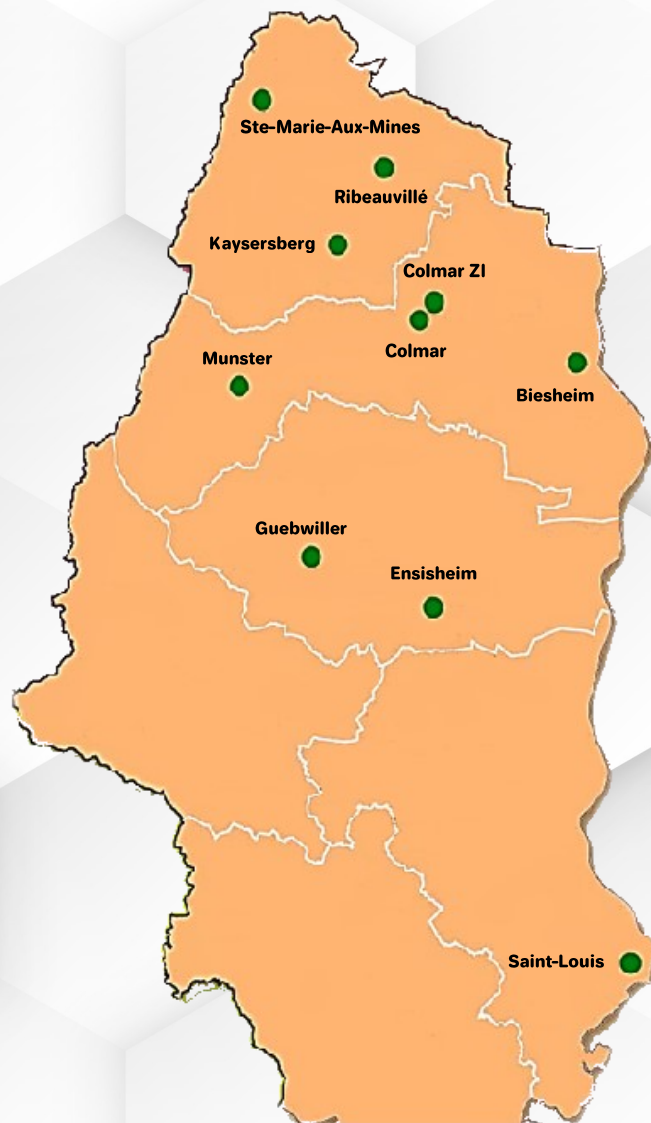 Ste-Marie-Aux-Mines
Ribeauvillé
Kaysersberg
Colmar ZI
Colmar
Munster
Biesheim
Guebwiller
Ensisheim
Saint-Louis